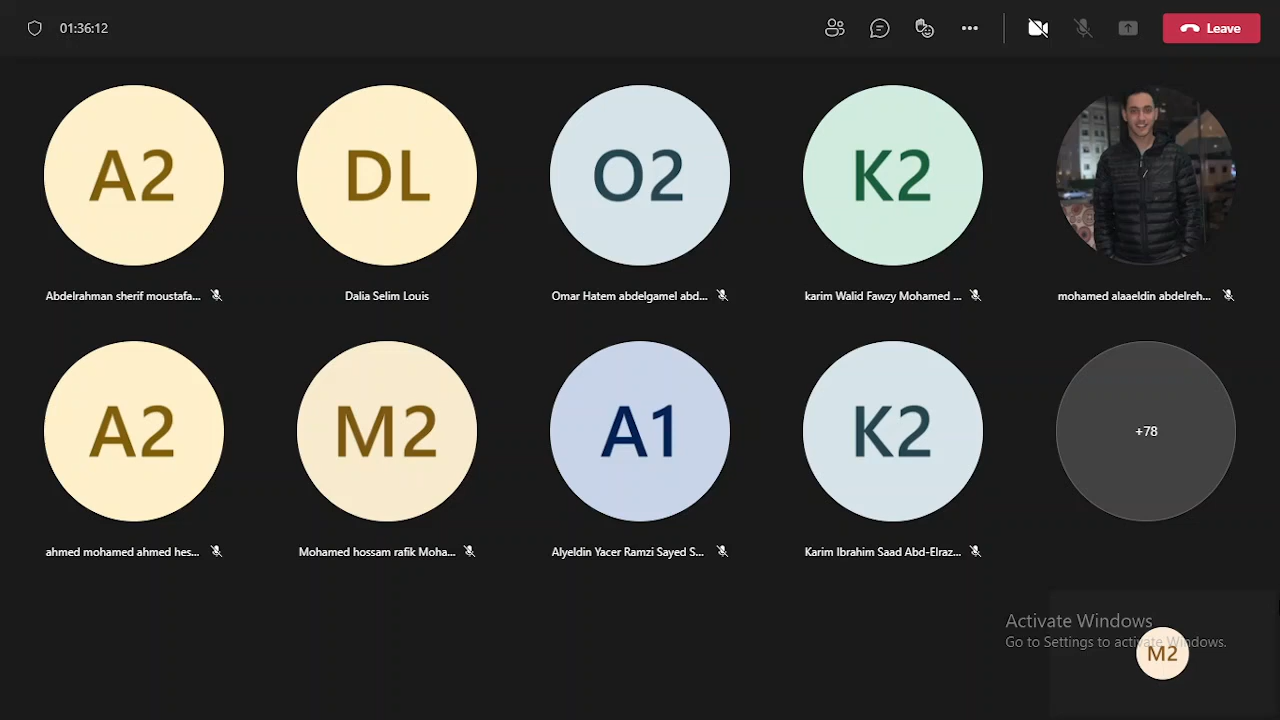 01:36:12
Leave
A2
DL
O2
K2
Abdelrahman sherif moustafa...
Dalia Selim Louis
Omar Hatem abdelgamel abd...
karim Walid Fawzy Mohamed ...
mohamed alaaeldin abdelreh...
A2
M2
A1
K2
+78
ahmed mohamed ahmed hes...
Mohamed hossam rafik Moha...
Alyeldin Yacer Ramzi Sayed S...
Karim Ibrahim Saad Abd-Elraz...
Activate Windows
Go to Settings to activate Windows.
M2